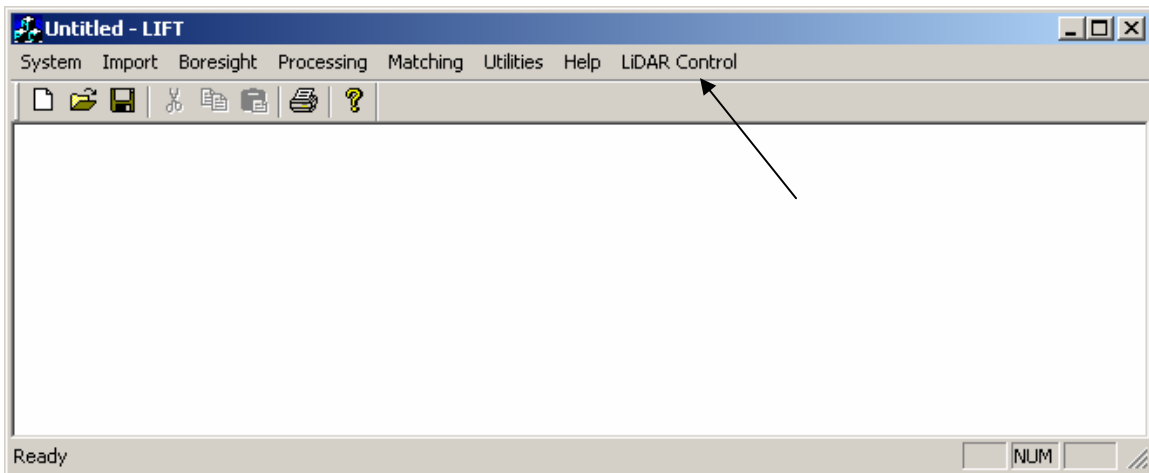 Untitled - LIFT
System Import Boresight Processing Matching Utilities Help LiDAR Control
Ready NUM